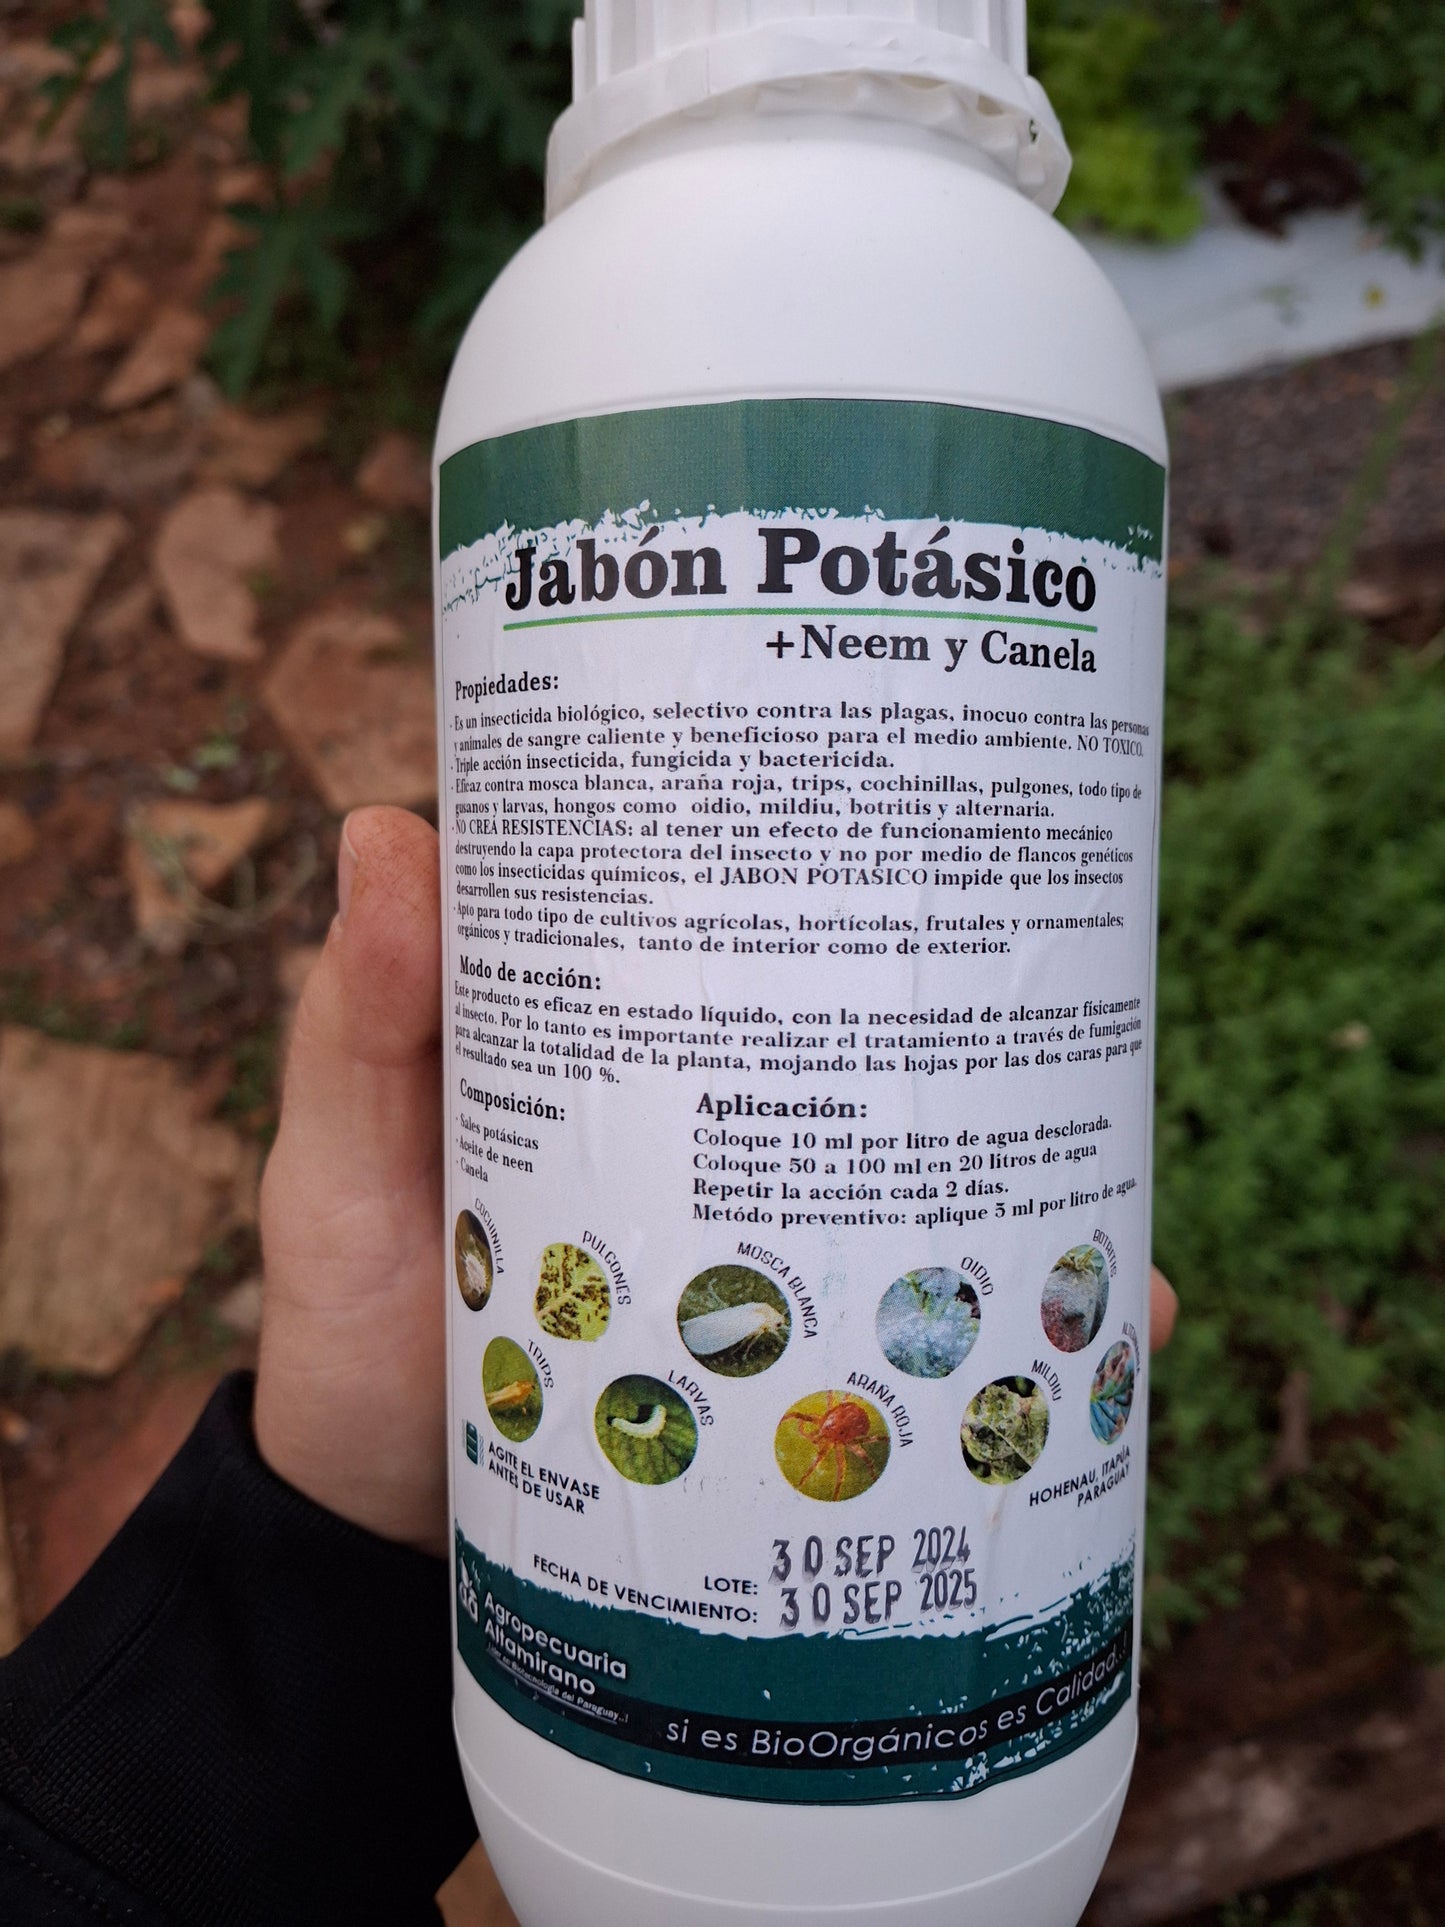 Jabón Potásico
+Neem y Canela
Propiedades:
· Es un insecticida biológico, selectivo contra las plagas, inocuo contra las personas
y animales de sangre caliente y beneficioso para el medio ambiente. NO TOXICO.
· Triple acción insecticida, fungicida y bactericida.
· Eficaz contra mosca blanca, araña roja, trips, cochinillas, pulgones, todo tipo de
gusanos y larvas, hongos como oidio, mildiu, botritis y alternaria.
· NO CREA RESISTENCIAS: al tener un efecto de funcionamiento mecánico
destruyendo la capa protectora del insecto y no por medio de flancos genéticos
como los insecticidas químicos, el JABON POTASICO impide que los insectos
desarrollen sus resistencias.
· Apto para todo tipo de cultivos agrícolas, hortícolas, frutales y ornamentales;
orgánicos y tradicionales, tanto de interior como de exterior.
Modo de acción:
Este producto es eficaz en estado líquido, con la necesidad de alcanzar físicamente
al insecto. Por lo tanto es importante realizar el tratamiento a través de fumigación
para alcanzar la totalidad de la planta, mojando las hojas por las dos caras para que
el resultado sea un 100 %.
Composición:
· Sales potásicas
· Aceite de neen
· Canela
Aplicación:
Coloque 10 ml por litro de agua desclorada.
Coloque 50 a 100 ml en 20 litros de agua
Repetir la acción cada 2 días.
Metódo preventivo: aplique 5 ml por litro de agua.
COCHINILLA
PULGONES
MOSCA BLANCA
OIDIO
BOTRITIS
TRIPS
LARVAS
ARAÑA ROJA
MILDIU
AGITE EL ENVASE
ANTES DE USAR
HOHENAU, ITAPÚA
PARAGUAY
LOTE: 30 SEP 2024
FECHA DE VENCIMIENTO: 30 SEP 2025
Agropecuaria
Altamirano
Líder en Biotecnología del Paraguay..!
si es BioOrgánicos es Calidad..!